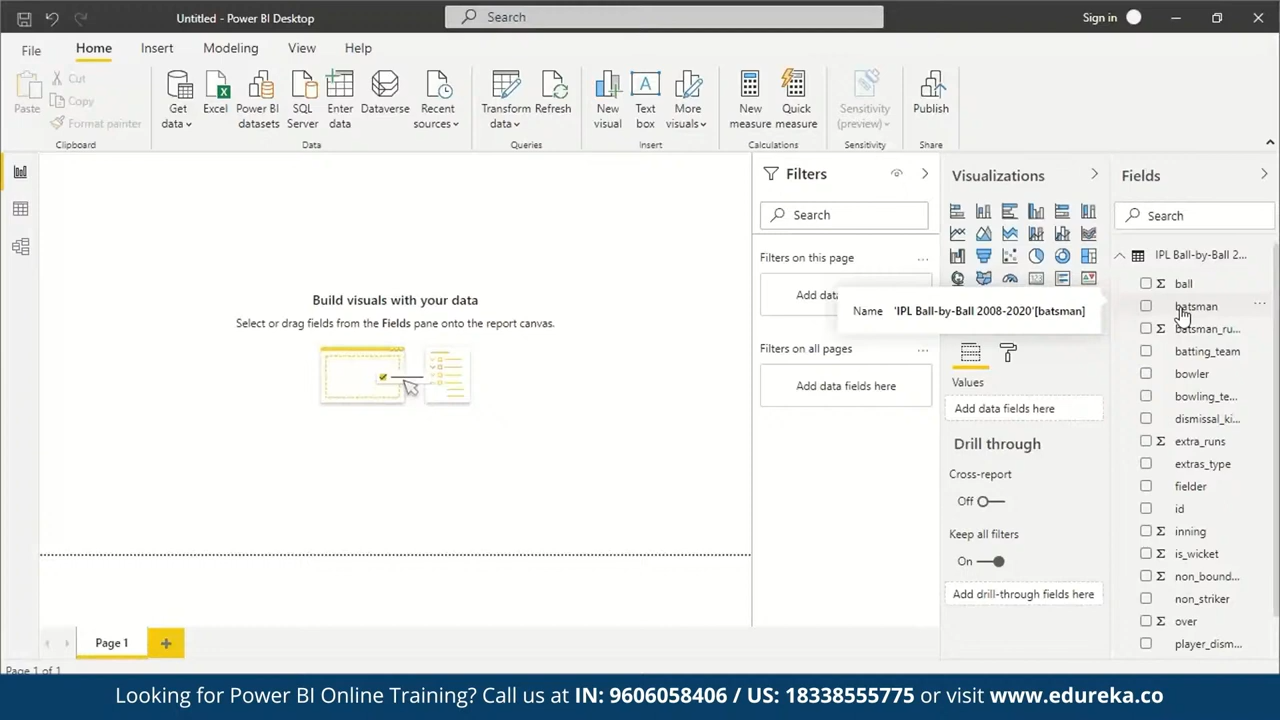 Untitled - Power BI Desktop
Search
Sign in
File
Home
Insert
Modeling
View
Help
Paste
Cut
Copy
Format painter
Clipboard
Get data
Excel
Power BI datasets
SQL Server
Enter data
Dataverse
Recent sources
Data
Transform data
Refresh
Queries
New visual
Text box
More visuals
Insert
New measure
Quick measure
Calculations
Sensitivity (preview)
Sensitivity
Publish
Share
Build visuals with your data
Select or drag fields from the Fields pane onto the report canvas.
Filters
Search
Filters on this page
...
Add data
Name 'IPL Ball-by-Ball 2008-2020'[batsman]
Filters on all pages
...
Add data fields here
Visualizations
Values
Add data fields here
Drill through
Cross-report
Off
Keep all filters
On
Add drill-through fields here
Fields
Search
IPL Ball-by-Ball 2...
ball
batsman
...
batsman_ru...
batting_team
bowler
bowling_te...
dismissal_ki...
extra_runs
extras_type
fielder
id
inning
is_wicket
non_bound...
non_striker
over
player_dism...
Page 1
Page 1 of 1
Looking for Power BI Online Training? Call us at IN: 9606058406 / US: 18338555775 or visit www.edureka.co